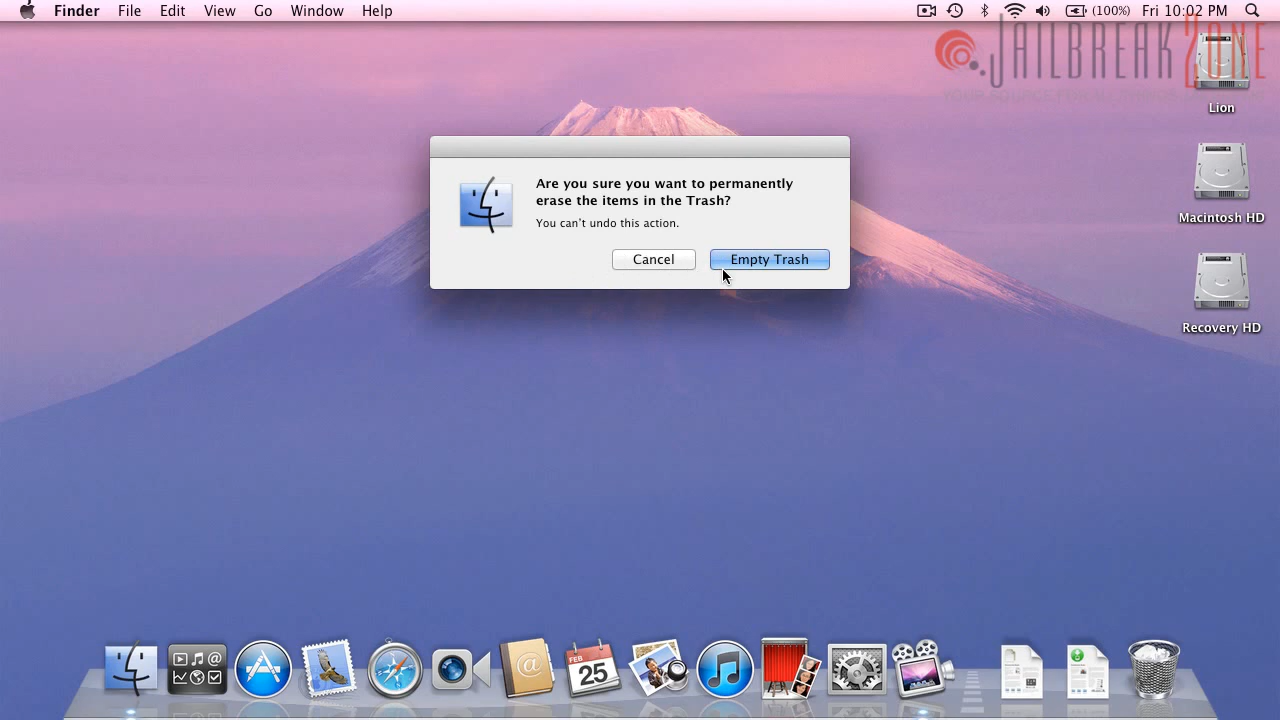 Finder File Edit View Go Window Help (100%) Fri 10:02 PM
JAILBREAK ZONE
Lion
Are you sure you want to permanently
erase the items in the Trash?
You can't undo this action.
Cancel Empty Trash
Macintosh HD
Recovery HD
FEB
25